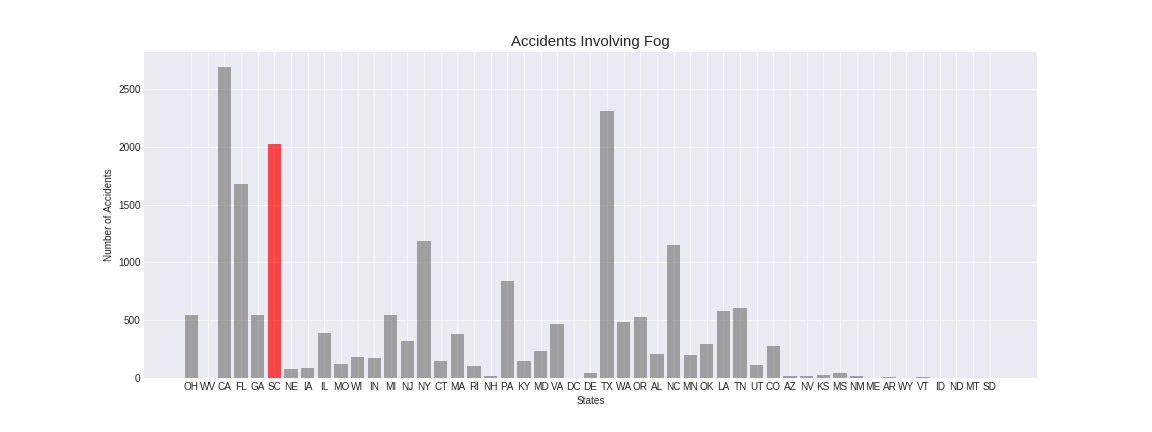 Accidents Involving Fog
2500
2000
1500
1000
500
0
Number of Accidents
OH WV CA FL GA SC NE IA IL MO WI IN MI NJ NY CT MA RI NH PA KY MD VA DC DE TX WA OR AL NC MN OK LA TN UT CO AZ NV KS MS NM ME AR WY VT ID ND MT SD
States